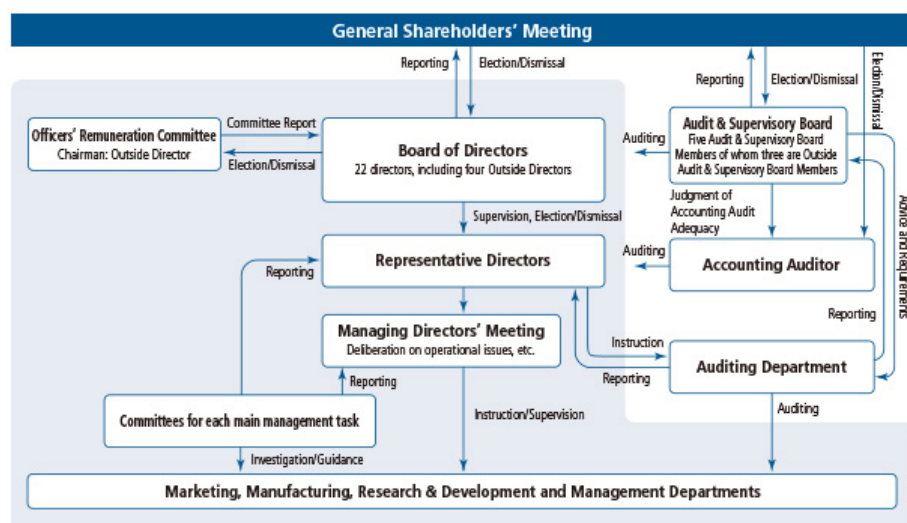 General Shareholders' Meeting
Reporting
Election/Dismissal
Reporting
Election/Dismissal
Election/Dismissal
Officers' Remuneration Committee
Chairman: Outside Director
Committee Report
Election/Dismissal
Board of Directors
22 directors, including four Outside Directors
Auditing
Audit & Supervisory Board
Five Audit & Supervisory Board
Members of whom three are Outside
Audit & Supervisory Board Members
Supervision, Election/Dismissal
Judgment of
Accounting Audit
Adequacy
Advice and Requirements
Reporting
Representative Directors
Auditing
Accounting Auditor
Reporting
Managing Directors' Meeting
Deliberation on operational issues, etc.
Instruction
Reporting
Auditing Department
Reporting
Committees for each main management task
Instruction/Supervision
Auditing
Investigation/Guidance
Marketing, Manufacturing, Research & Development and Management Departments